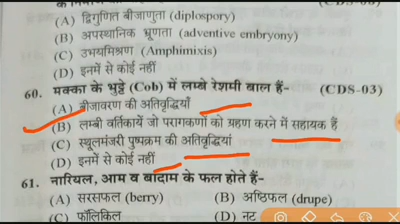 (A) द्विगुणित बीजाणुता (diplospory)
(B) अपस्थानिक भ्रूणता (adventive embryony)
(C) उभयमिश्रण (Amphimixis)
(D) इनमें से कोई नहीं
60. मक्का के भुट्टे (Cob) में लम्बे रेशमी बाल हैं- (CDS-03)
(A) बीजावरण की अतिवृद्धियाँ
(B) लम्बी वर्तिकायें जो परागकणों को ग्रहण करने में सहायक हैं
(C) स्थूलमंजरी पुष्पक्रम की अतिवृद्धियां
(D) इनमें से कोई नहीं
61. नारियल, आम व बादाम के फल होते हैं-
(A) सरसफल (berry) (B) अष्ठिफल (drupe)
(C) फॉलिकिल (D) नट